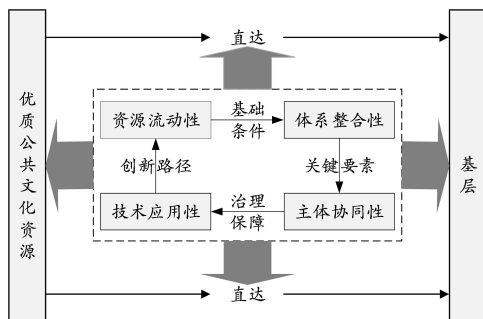 直达
优质公共文化资源
资源流动性
基础
条件
体系整合性
创新路径
关键要素
技术应用性
治理
保障
主体协同性
基层
直达